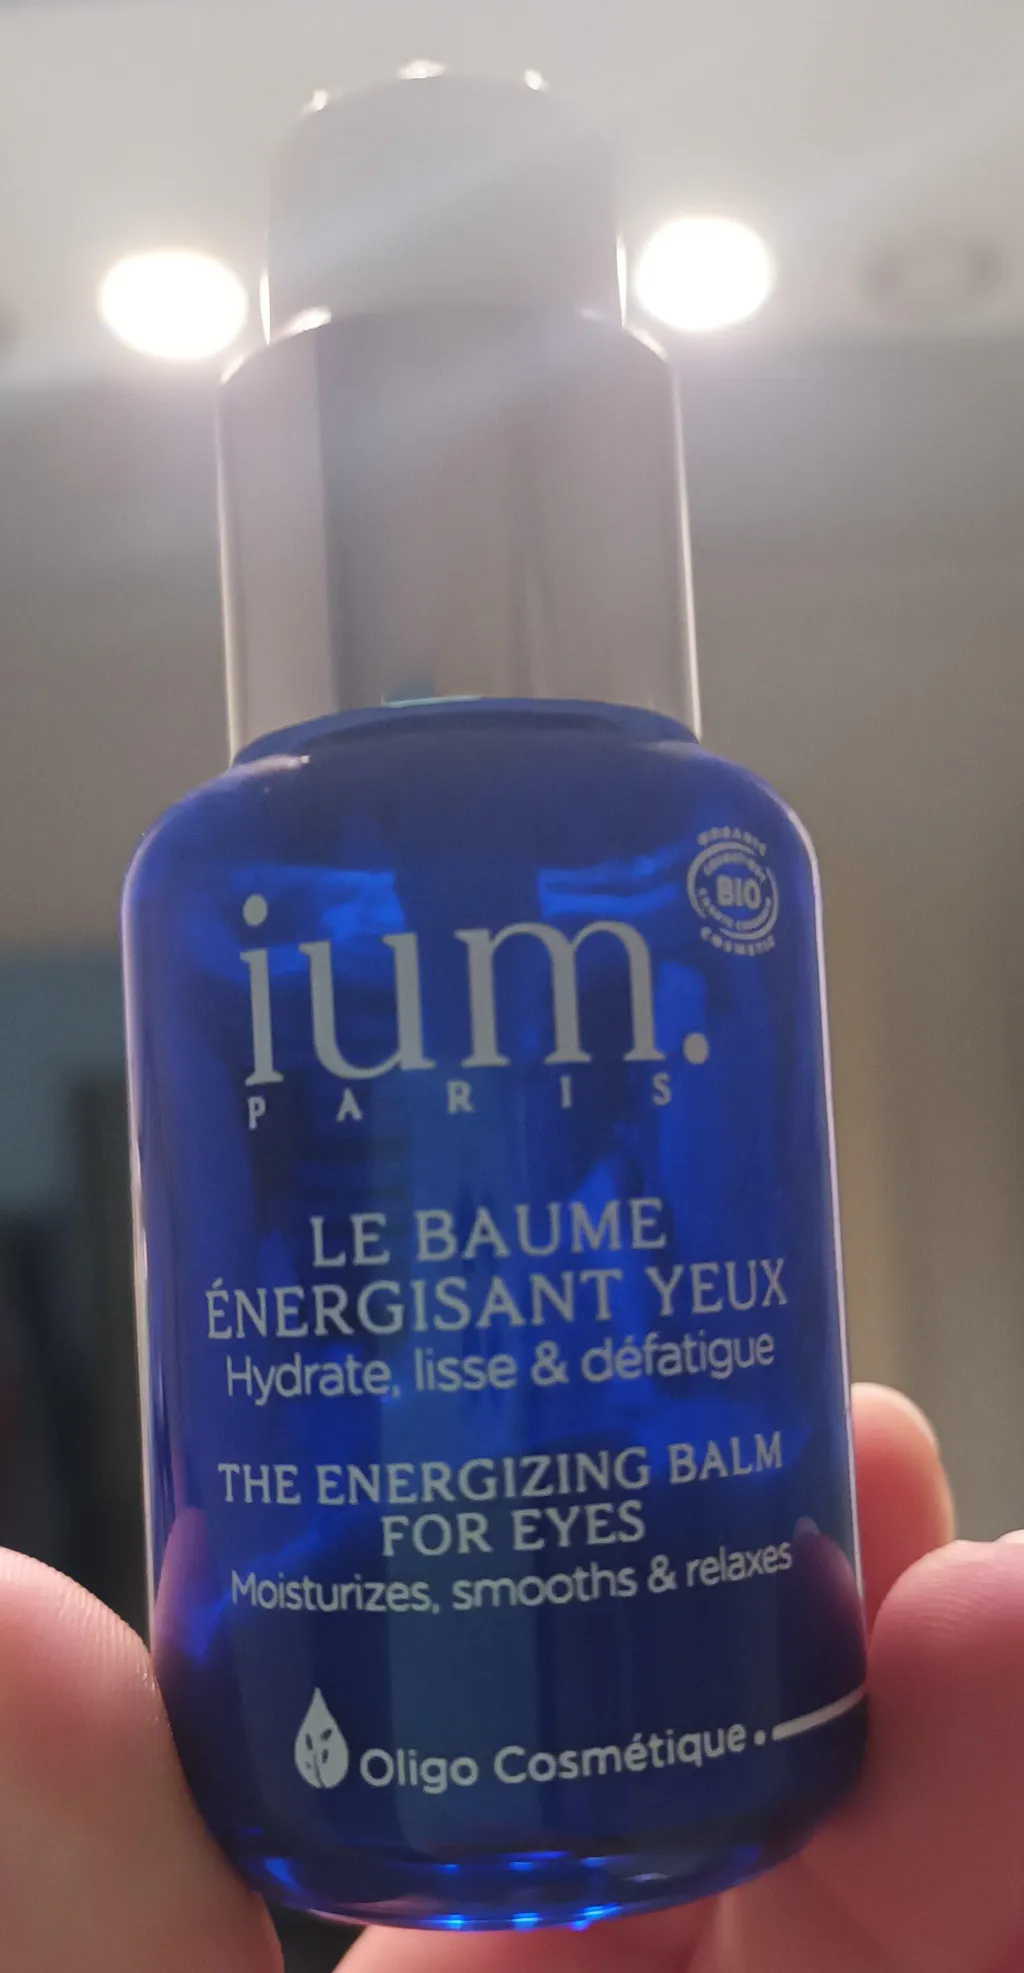 ium.
PARIS
BIO
LE BAUME
ÉNERGISANT YEUX
Hydrate, lisse & défatigue
THE ENERGIZING BALM
FOR EYES
Moisturizes, smooths & relaxes
Oligo Cosmétique